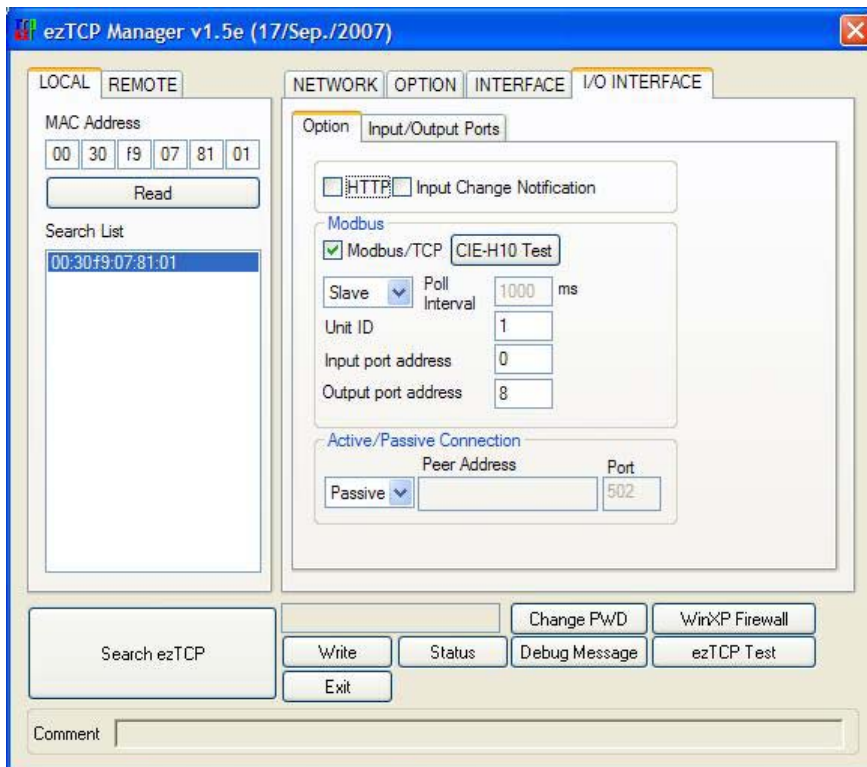 ezTCP Manager v1.5e (17/Sep./2007)
LOCAL REMOTE
MAC Address
00 30 f9 07 81 01
Read
Search List
00:30:f9:07:81:01
NETWORK OPTION INTERFACE I/O INTERFACE
Option Input/Output Ports
HTTP Input Change Notification
Modbus
Modbus/TCP CIE-H10 Test
Slave Poll Interval 1000 ms
Unit ID 1
Input port address 0
Output port address 8
Active/Passive Connection
Peer Address Port
Passive 502
Search ezTCP
Change PWD WinXP Firewall
Write Status Debug Message ezTCP Test
Exit
Comment